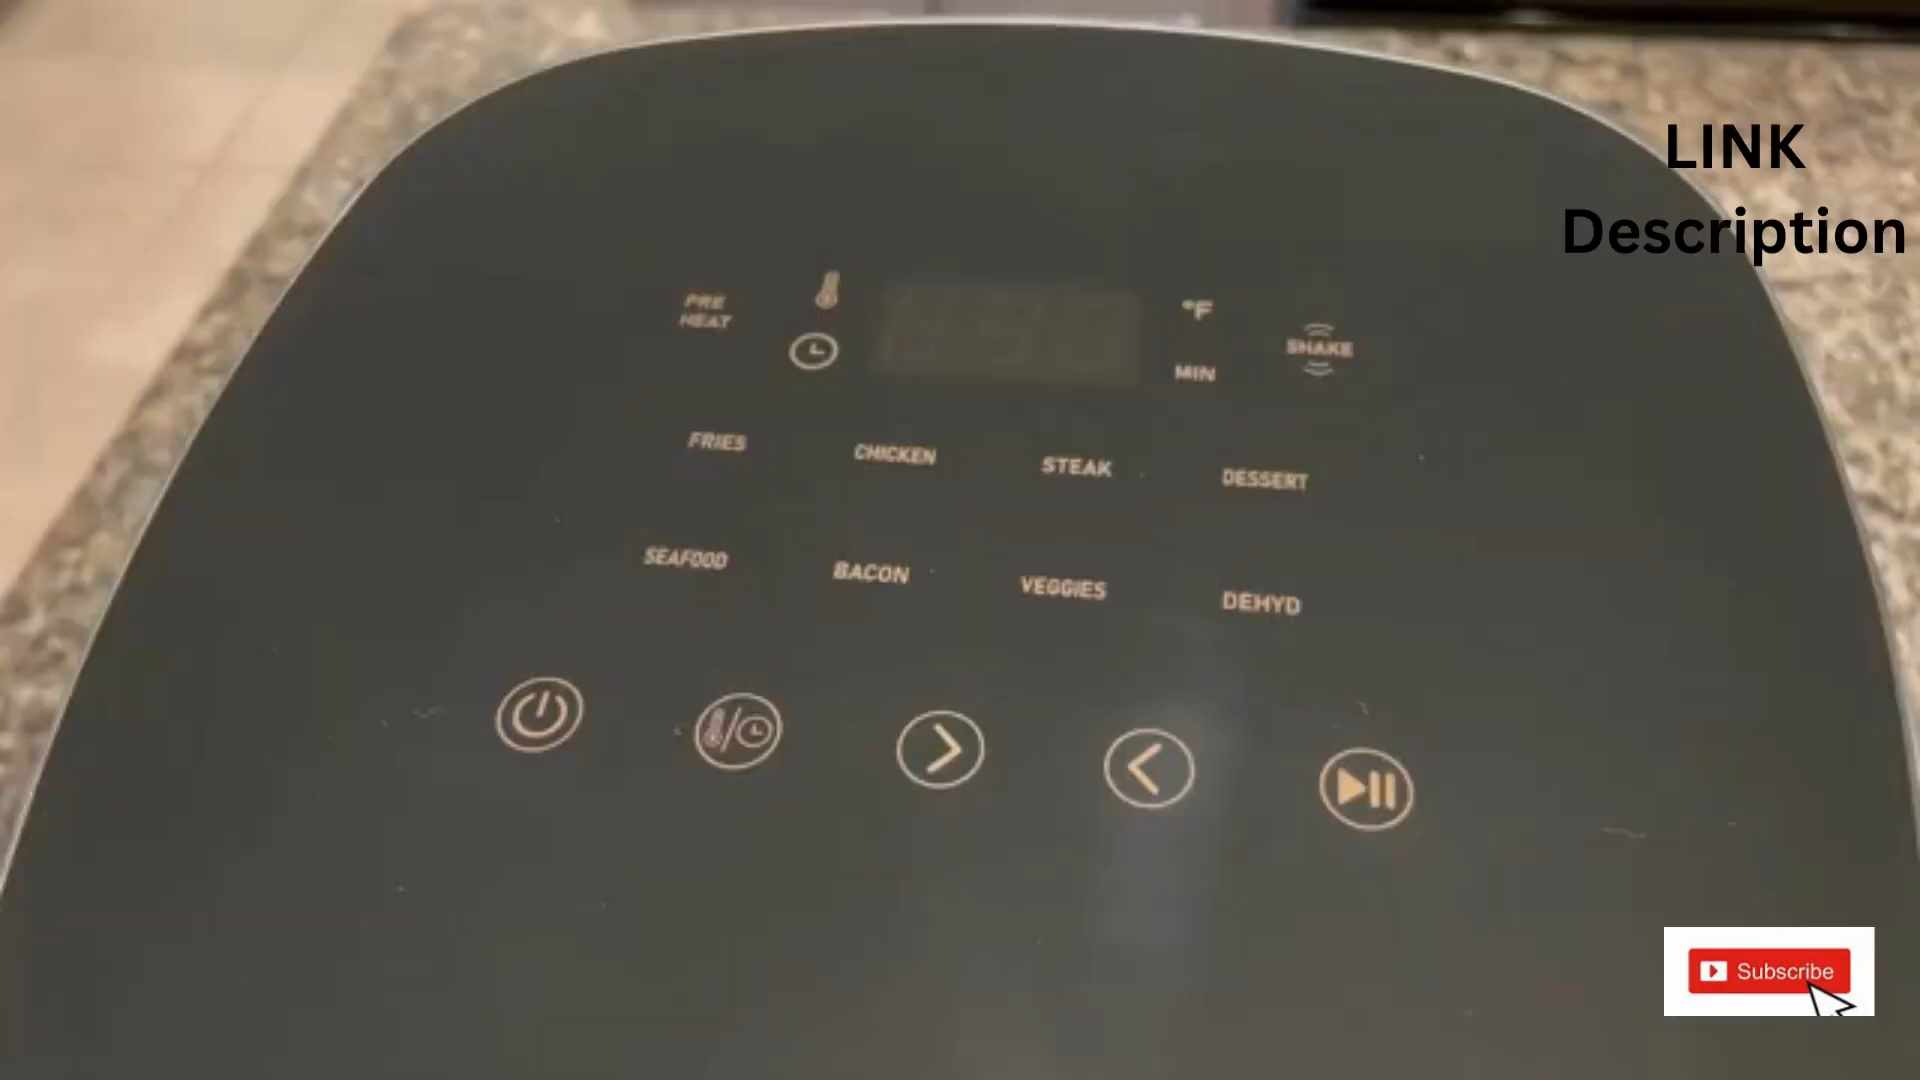 LINK
Description
PRE
HEAT
°F
MIN
SHAKE
FRIES CHICKEN STEAK DESSERT
SEAFOOD BACON VEGGIES DEHYD
Subscribe